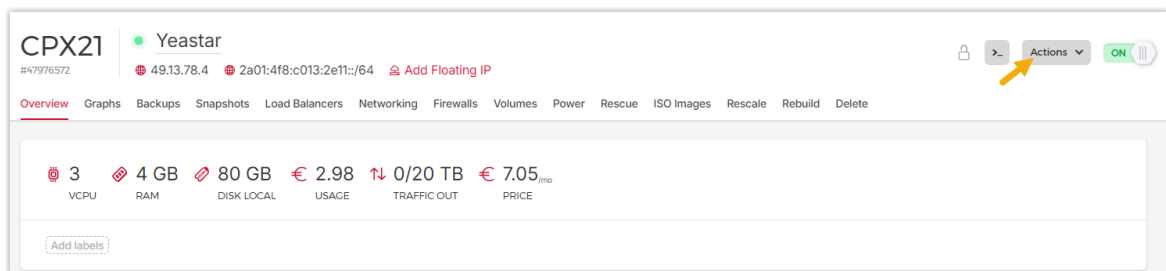 CPX21
#47976572
Yeastar
49.13.78.4 2a01:4f8:c013:2e11::/64 Add Floating IP
>_ Actions ON
Overview Graphs Backups Snapshots Load Balancers Networking Firewalls Volumes Power Rescue ISO Images Rescale Rebuild Delete
3 4 GB 80 GB € 2.98 0/20 TB € 7.05/mo
VCPU RAM DISK LOCAL USAGE TRAFFIC OUT PRICE
Add labels